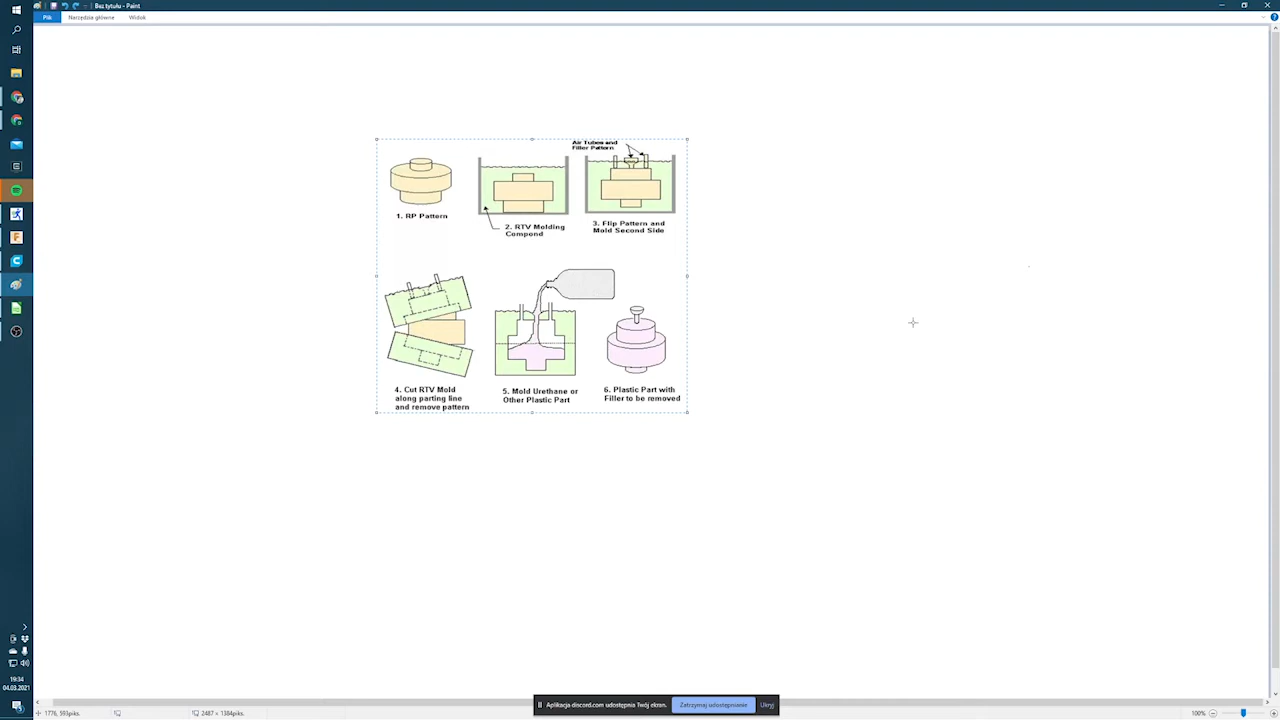 Bez tytułu - Paint
Plik Narzędzia główne Widok
Air Tubes and
Filler Pattern
1. RP Pattern
2. RTV Molding
Compond
3. Flip Pattern and
Mold Second Side
4. Cut RTV Mold
along parting line
and remove pattern
5. Mold Urethane or
Other Plastic Part
6. Plastic Part with
Filler to be removed
19:34
04.03.2021
Aplikacja discord.com udostępnia Twój ekran. Zatrzymaj udostępnianie Ukryj
1776, 593piks. 2487 × 1384piks. 100%